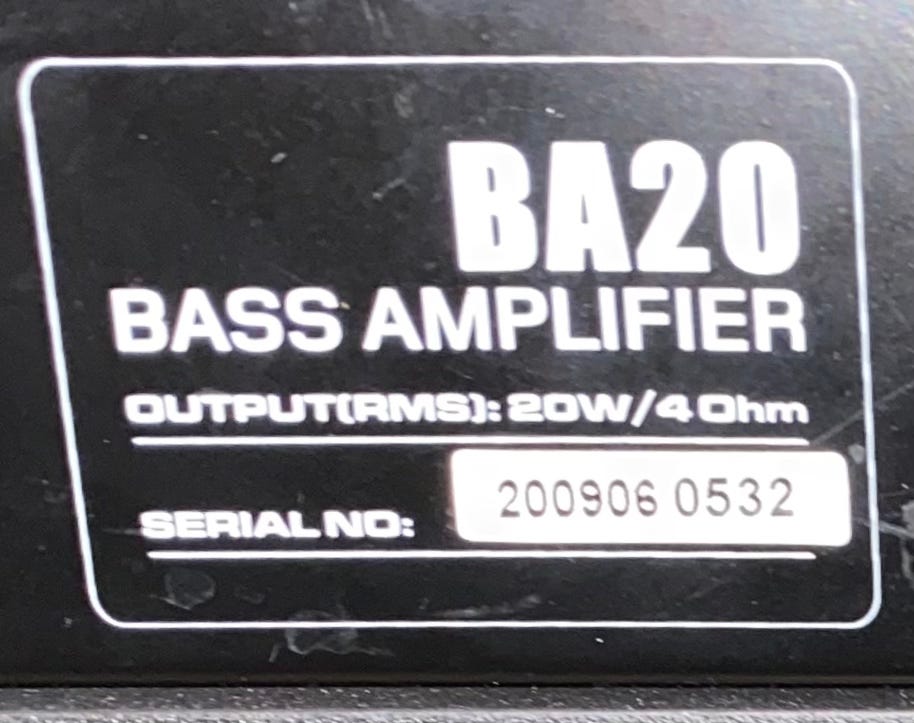 BA20
BASS AMPLIFIER
OUTPUT(RMS): 20W/4 Ohm
SERIAL NO: 200906 0532